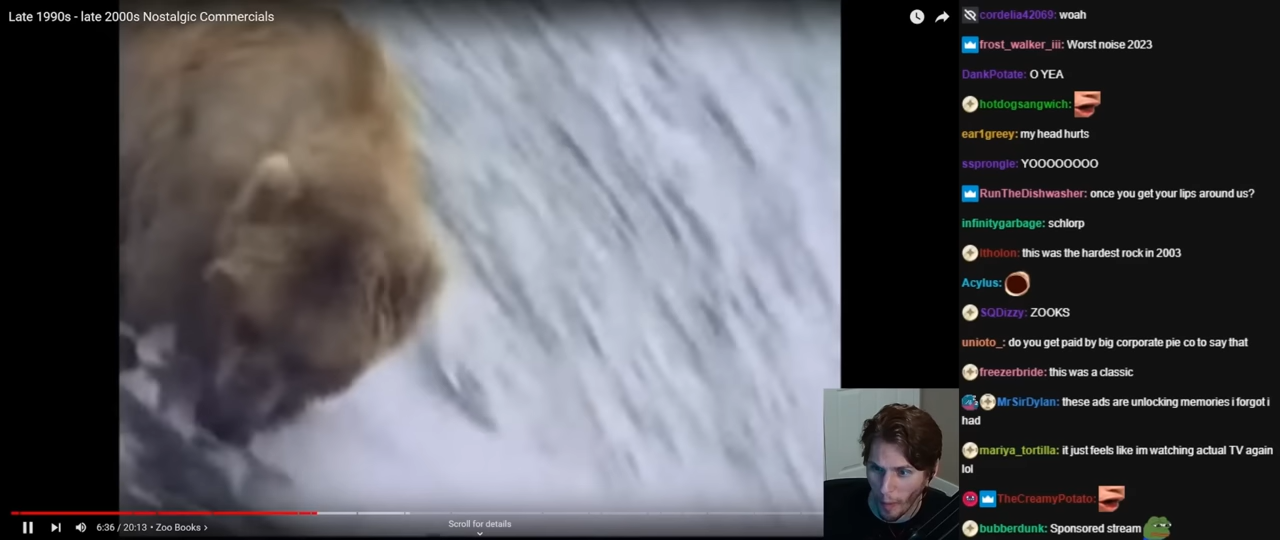 Late 1990s - late 2000s Nostalgic Commercials
6:36 / 20:13 • Zoo Books ›
Scroll for details
cordelia42069: woah
frost_walker_iii: Worst noise 2023
DankPotate: O YEA
hotdogsangwich:
ear1greey: my head hurts
ssprongle: YOOOOOOOO
RunTheDishwasher: once you get your lips around us?
infinitygarbage: schlorp
ltholon: this was the hardest rock in 2003
Acylus:
SQDizzy: ZOOKS
unioto_: do you get paid by big corporate pie co to say that
freezerbride: this was a classic
MrSirDylan: these ads are unlocking memories i forgot i
had
mariya_tortilla: it just feels like im watching actual TV again
lol
TheCreamyPotato:
bubberdunk: Sponsored stream